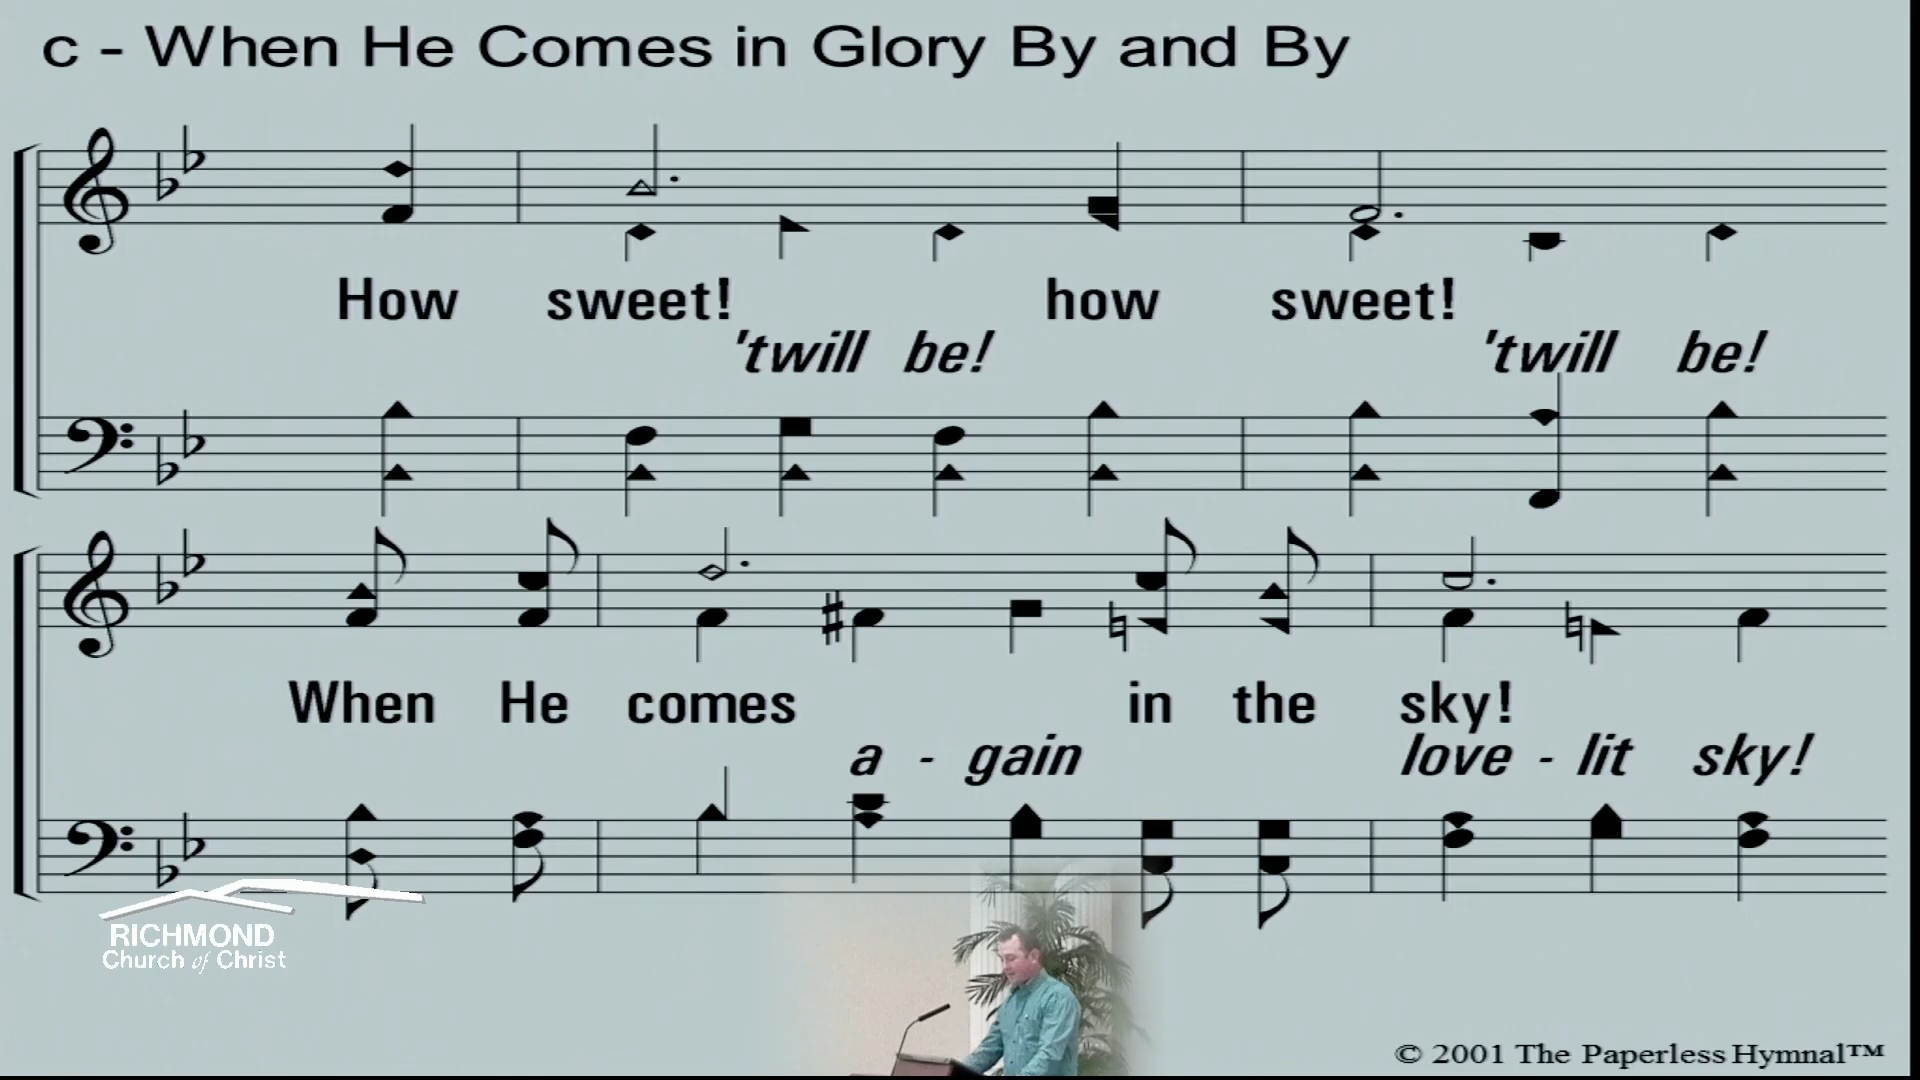 c - When He Comes in Glory By and By
How sweet! how sweet!
'twill be! 'twill be!
When He comes in the sky!
a - gain love - lit sky!
RICHMOND
Church of Christ
© 2001 The Paperless Hymnal™